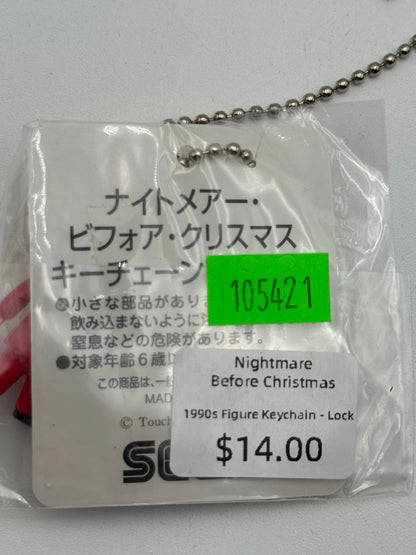 ナイトメアー・
ビフォア・クリスマス
キーチェーン
小さな部品があります
飲み込まないように
窒息などの危険があります。
●対象年齢6歳以
この商品は、一
MAD
© Touch
105421
Nightmare
Before Christmas
1990s Figure Keychain - Lock
$14.00